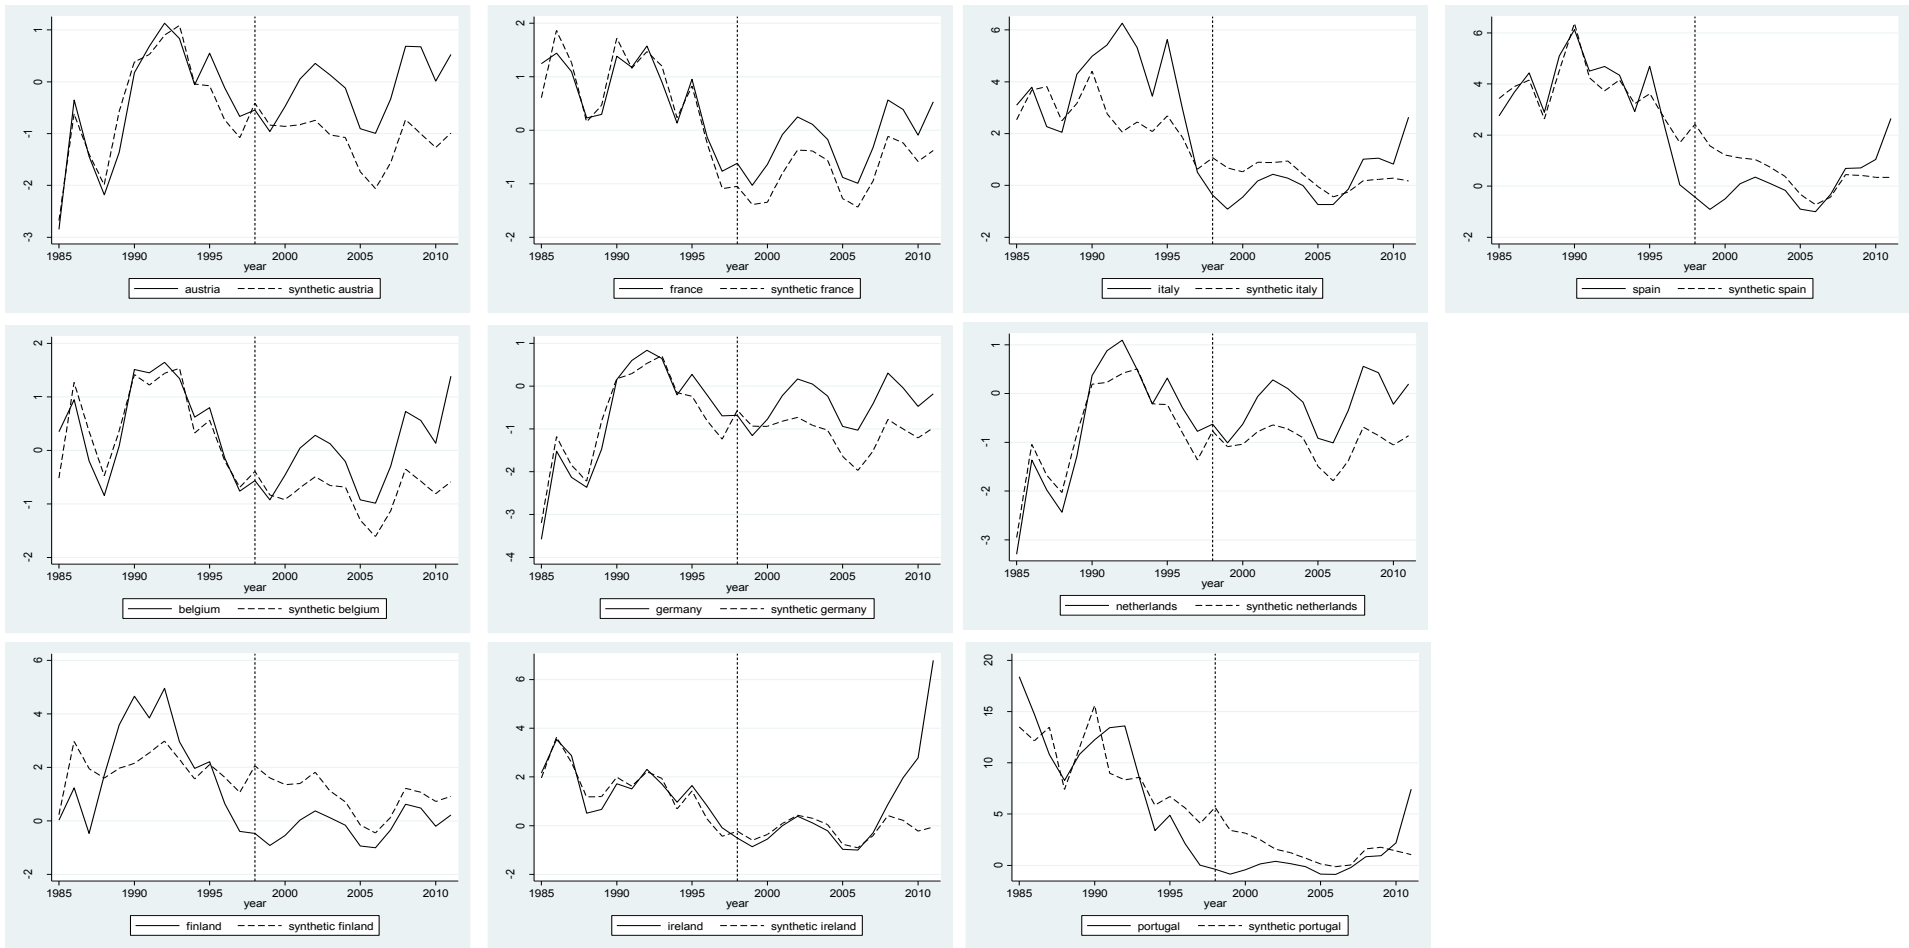 1
0
-1
-2
-3
1985 1990 1995 2000 2005 2010
year
austria synthetic austria
2
1
0
-1
-2
1985 1990 1995 2000 2005 2010
year
france synthetic france
6
4
2
0
-2
1985 1990 1995 2000 2005 2010
year
italy synthetic italy
6
4
2
0
-2
1985 1990 1995 2000 2005 2010
year
spain synthetic spain
2
1
0
-1
-2
1985 1990 1995 2000 2005 2010
year
belgium synthetic belgium
1
0
-1
-2
-3
-4
1985 1990 1995 2000 2005 2010
year
germany synthetic germany
1
0
-1
-2
-3
1985 1990 1995 2000 2005 2010
year
netherlands synthetic netherlands
6
4
2
0
-2
1985 1990 1995 2000 2005 2010
year
finland synthetic finland
6
4
2
0
-2
1985 1990 1995 2000 2005 2010
year
ireland synthetic ireland
20
15
10
5
0
1985 1990 1995 2000 2005 2010
year
portugal synthetic portugal